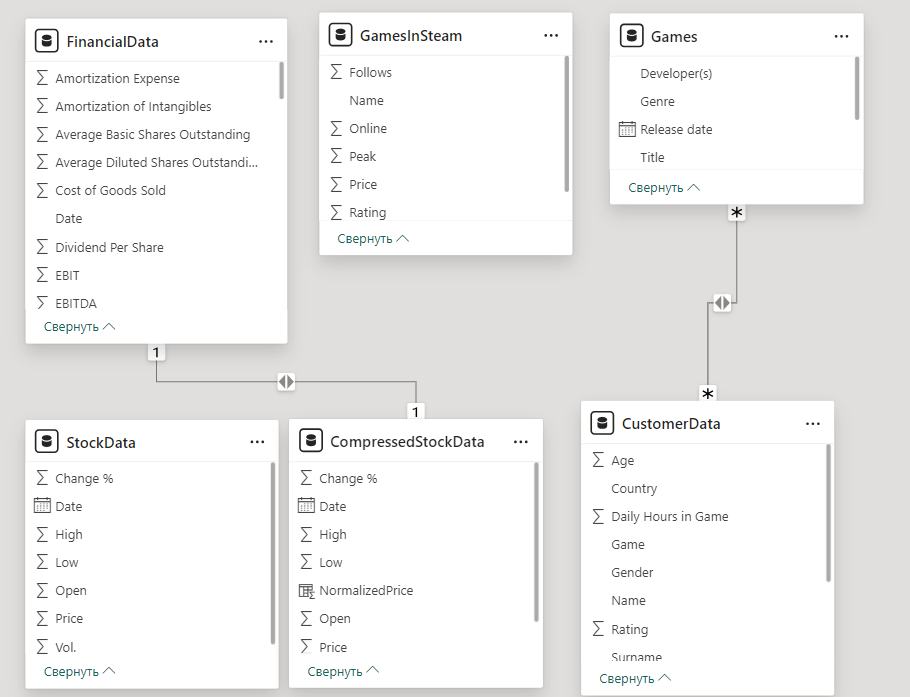 FinancialData
Amortization Expense
Amortization of Intangibles
Average Basic Shares Outstanding
Average Diluted Shares Outstandi...
Cost of Goods Sold
Date
Dividend Per Share
EBIT
EBITDA
Свернуть
GamesInSteam
Follows
Name
Online
Peak
Price
Rating
Свернуть
Games
Developer(s)
Genre
Release date
Title
Свернуть
1
1
*
*
StockData
Change %
Date
High
Low
Open
Price
Vol.
Свернуть
CompressedStockData
Change %
Date
High
Low
NormalizedPrice
Open
Price
Свернуть
CustomerData
Age
Country
Daily Hours in Game
Game
Gender
Name
Rating
Surname
Свернуть